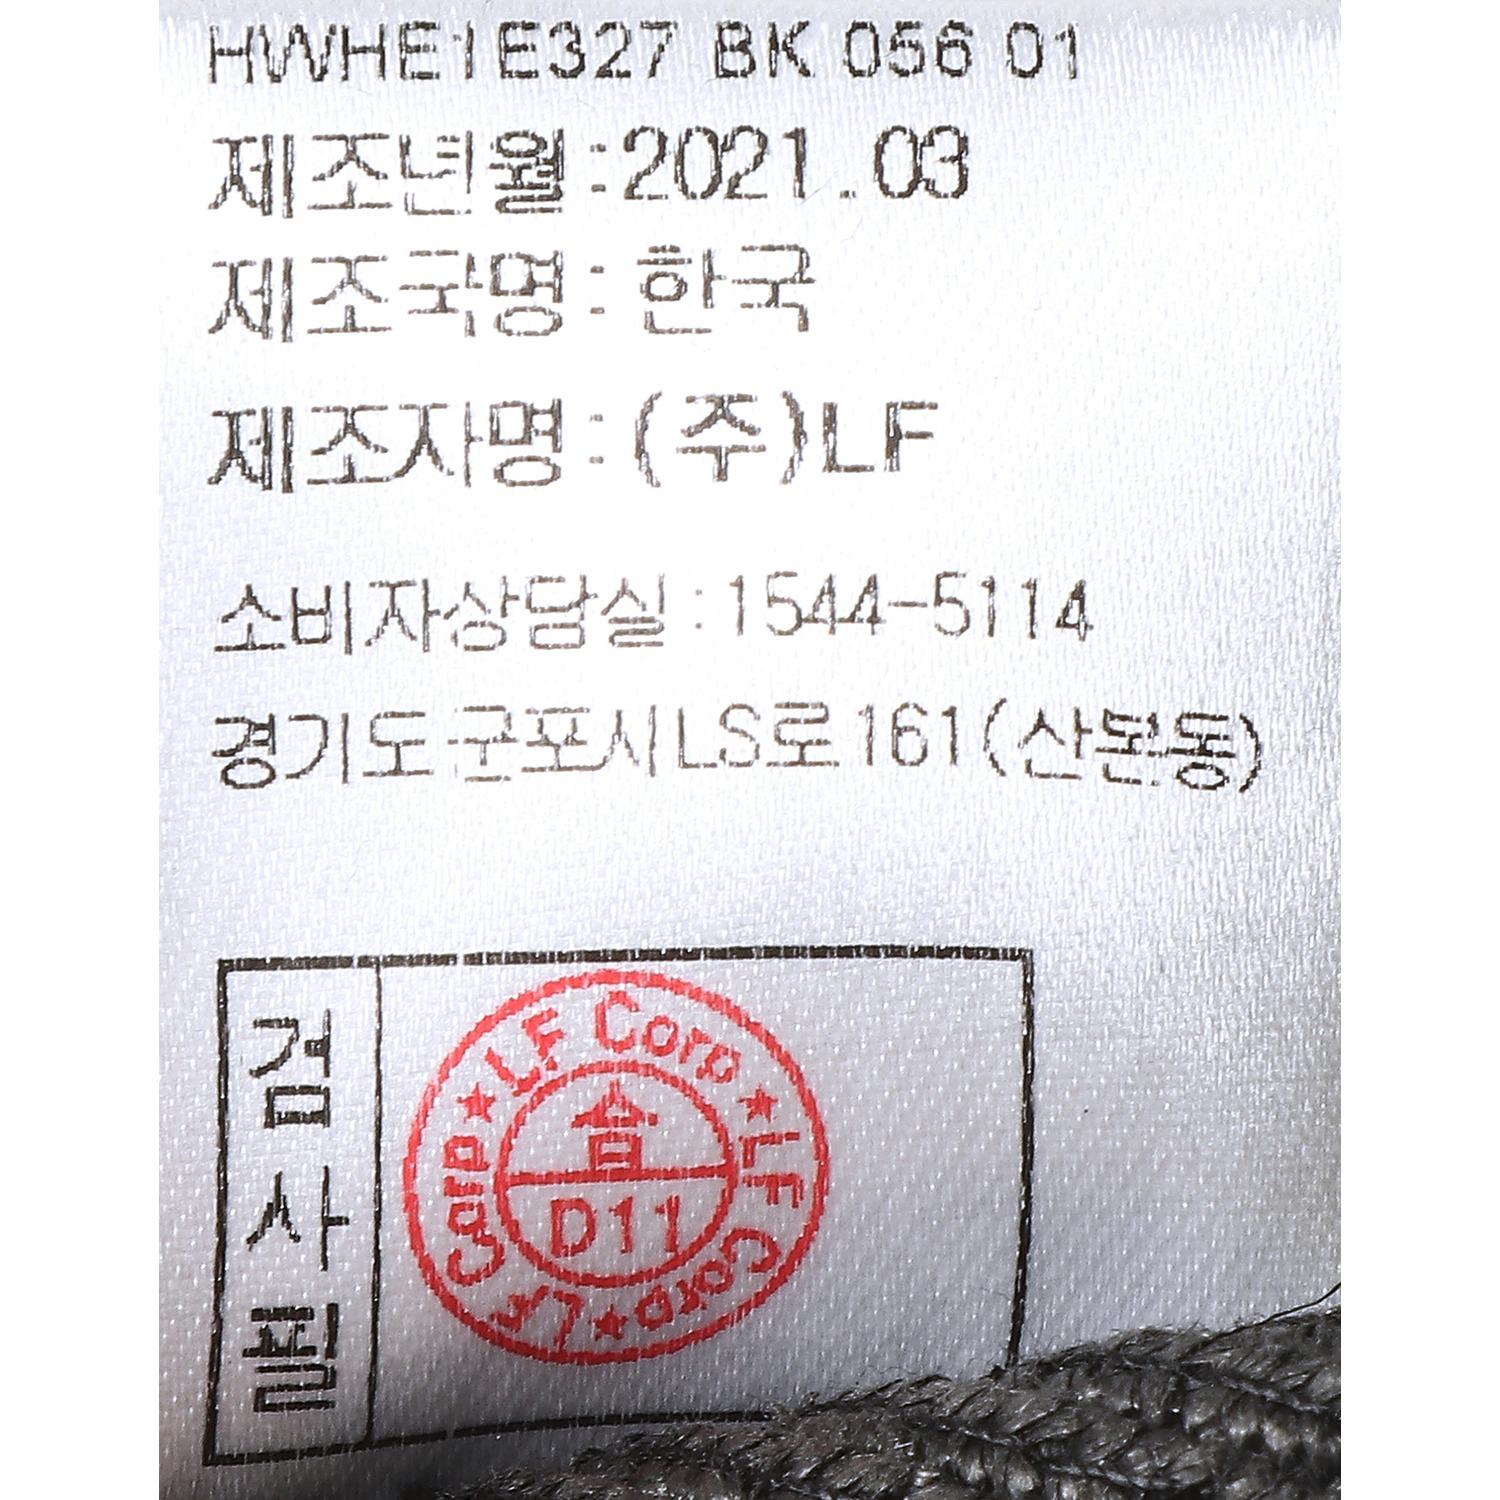 HWHE1E327 BK 056 01
제조년월:2021.03
제조국명: 한국
제조자명:(주)LF
소비자상담실:1544-5114
경기도군포시LS로161(산본동)
검사필
★LF Corp★LF Corp★LF Corp
合
D11